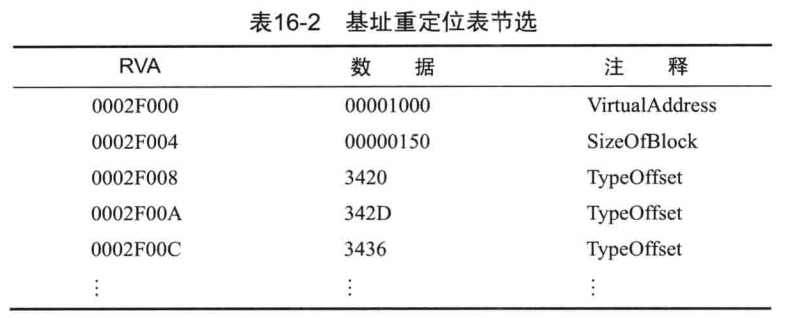 表16-2 基址重定位表节选
RVA 数 据 注 释
0002F000 00001000 VirtualAddress
0002F004 00000150 SizeOfBlock
0002F008 3420 TypeOffset
0002F00A 342D TypeOffset
0002F00C 3436 TypeOffset
⋮ ⋮ ⋮